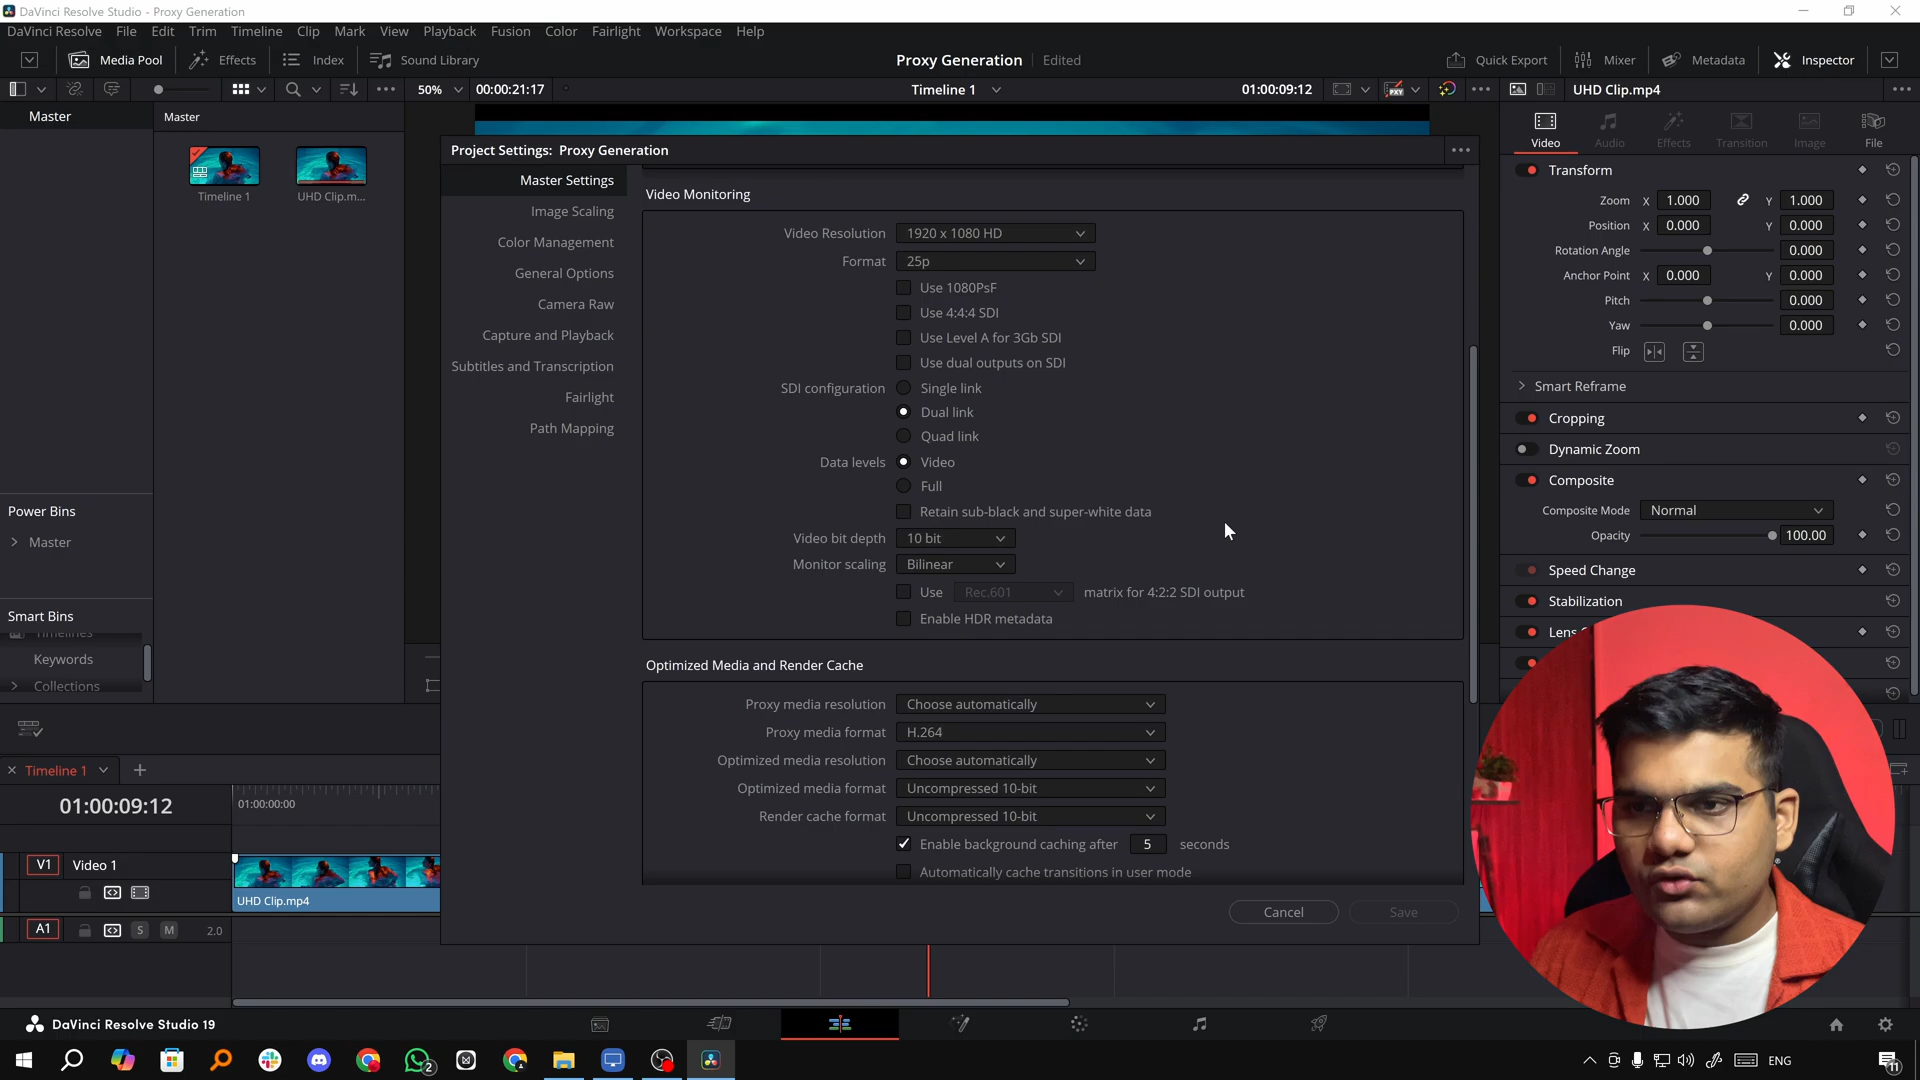 DaVinci Resolve Studio - Proxy Generation
DaVinci Resolve File Edit Trim Timeline Clip Mark View Playback Fusion Color Fairlight Workspace Help
Media Pool Effects Index Sound Library Proxy Generation Edited Quick Export Mixer Metadata Inspector
50% 00:00:21:17 Timeline 1 01:00:09:12 UHD Clip.mp4
Master Master
Timeline 1 UHD Clip.m...
Power Bins
Master
Smart Bins
Timelines
Keywords
Collections
Project Settings: Proxy Generation
Master Settings
Image Scaling
Color Management
General Options
Camera Raw
Capture and Playback
Subtitles and Transcription
Fairlight
Path Mapping
Video Monitoring
Video Resolution 1920 x 1080 HD
Format 25p
Use 1080PsF
Use 4:4:4 SDI
Use Level A for 3Gb SDI
Use dual outputs on SDI
SDI configuration Single link
Dual link
Quad link
Data levels Video
Full
Retain sub-black and super-white data
Video bit depth 10 bit
Monitor scaling Bilinear
Use Rec.601 matrix for 4:2:2 SDI output
Enable HDR metadata
Optimized Media and Render Cache
Proxy media resolution Choose automatically
Proxy media format H.264
Optimized media resolution Choose automatically
Optimized media format Uncompressed 10-bit
Render cache format Uncompressed 10-bit
Enable background caching after 5 seconds
Automatically cache transitions in user mode
Cancel Save
Video Audio Effects Transition Image File
Transform
Zoom X 1.000 Y 1.000
Position X 0.000 Y 0.000
Rotation Angle 0.000
Anchor Point X 0.000 Y 0.000
Pitch 0.000
Yaw 0.000
Flip
Smart Reframe
Cropping
Dynamic Zoom
Composite
Composite Mode Normal
Opacity 100.00
Speed Change
Stabilization
Lens
Timeline 1
01:00:09:12 01:00:00:00
V1 Video 1
UHD Clip.mp4
A1 S M 2.0
DaVinci Resolve Studio 19
2 ENG 11
PXY